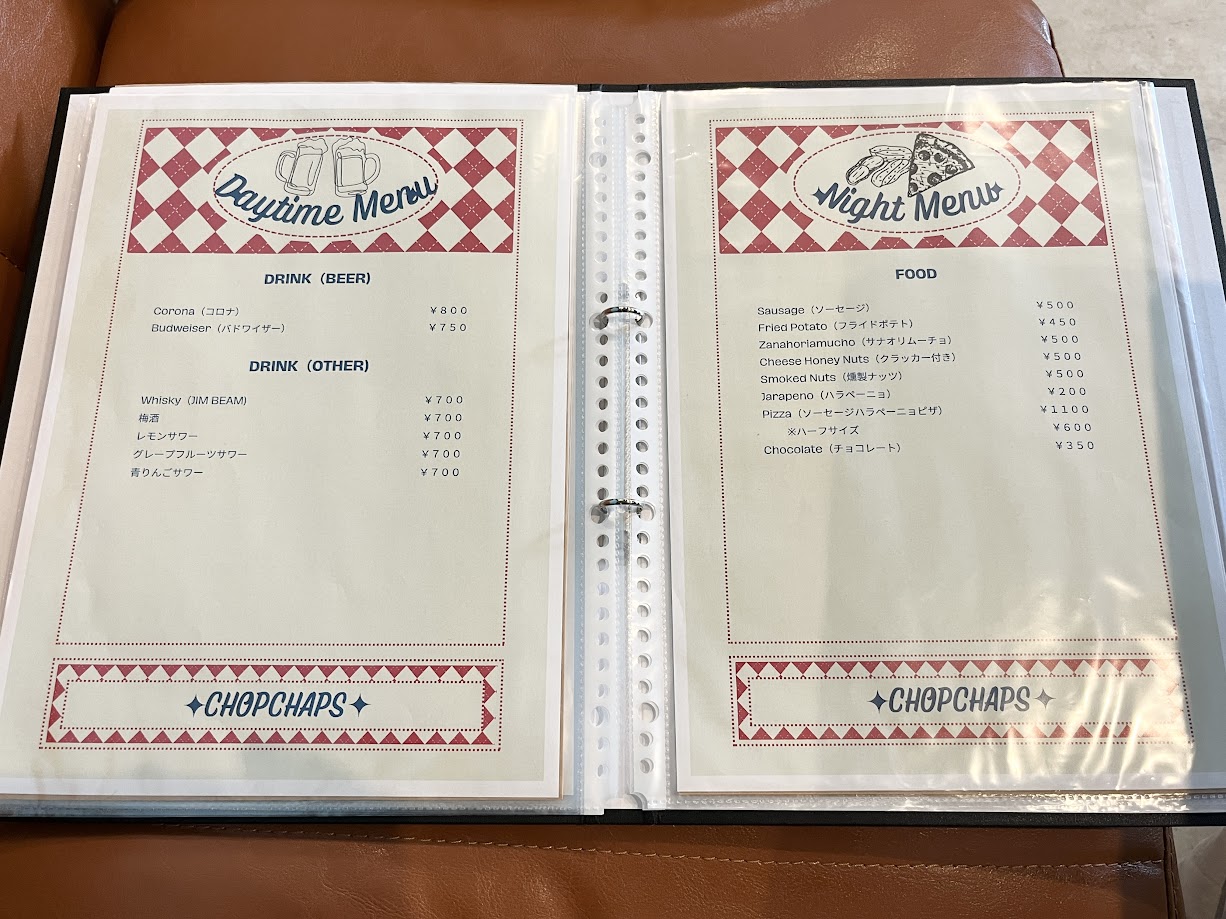 Daytime Menu
DRINK（BEER）
Corona（コロナ） ￥８００
Budweiser（バドワイザー） ￥７５０
DRINK（OTHER）
Whisky（JIM BEAM) ￥７００
梅酒 ￥７００
レモンサワー ￥７００
グレープフルーツサワー ￥７００
青りんごサワー ￥７００
CHOPCHAPS
Night Menu
FOOD
Sausage（ソーセージ） ￥５００
Fried Potato（フライドポテト） ￥４５０
Zanahoriamucho（サナオリムーチョ） ￥５００
Cheese Honey Nuts（クラッカー付き） ￥５００
Smoked Nuts（燻製ナッツ） ￥５００
Jarapeno（ハラペーニョ） ￥２００
Pizza（ソーセージハラペーニョピザ） ￥１１００
※ハーフサイズ ￥６００
Chocolate（チョコレート） ￥３５０
CHOPCHAPS